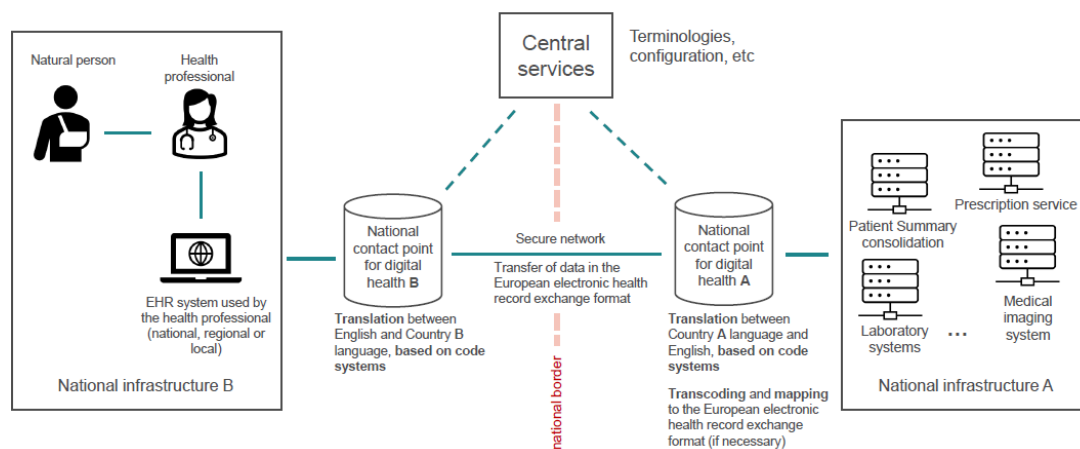 Natural person
Health
professional
EHR system used by
the health professional
(national, regional or
local)
National infrastructure B
Central
services
Terminologies,
configuration, etc
National
contact point
for digital
health B
Translation between
English and Country B
language, based on code
systems
Secure network
Transfer of data in the
European electronic health
record exchange format
national border
National
contact point
for digital
health A
Translation between
Country A language and
English, based on code
systems
Transcoding and mapping
to the European electronic
health record exchange
format (if necessary)
Patient Summary
consolidation
Prescription service
Laboratory
systems
...
Medical
imaging
system
National infrastructure A